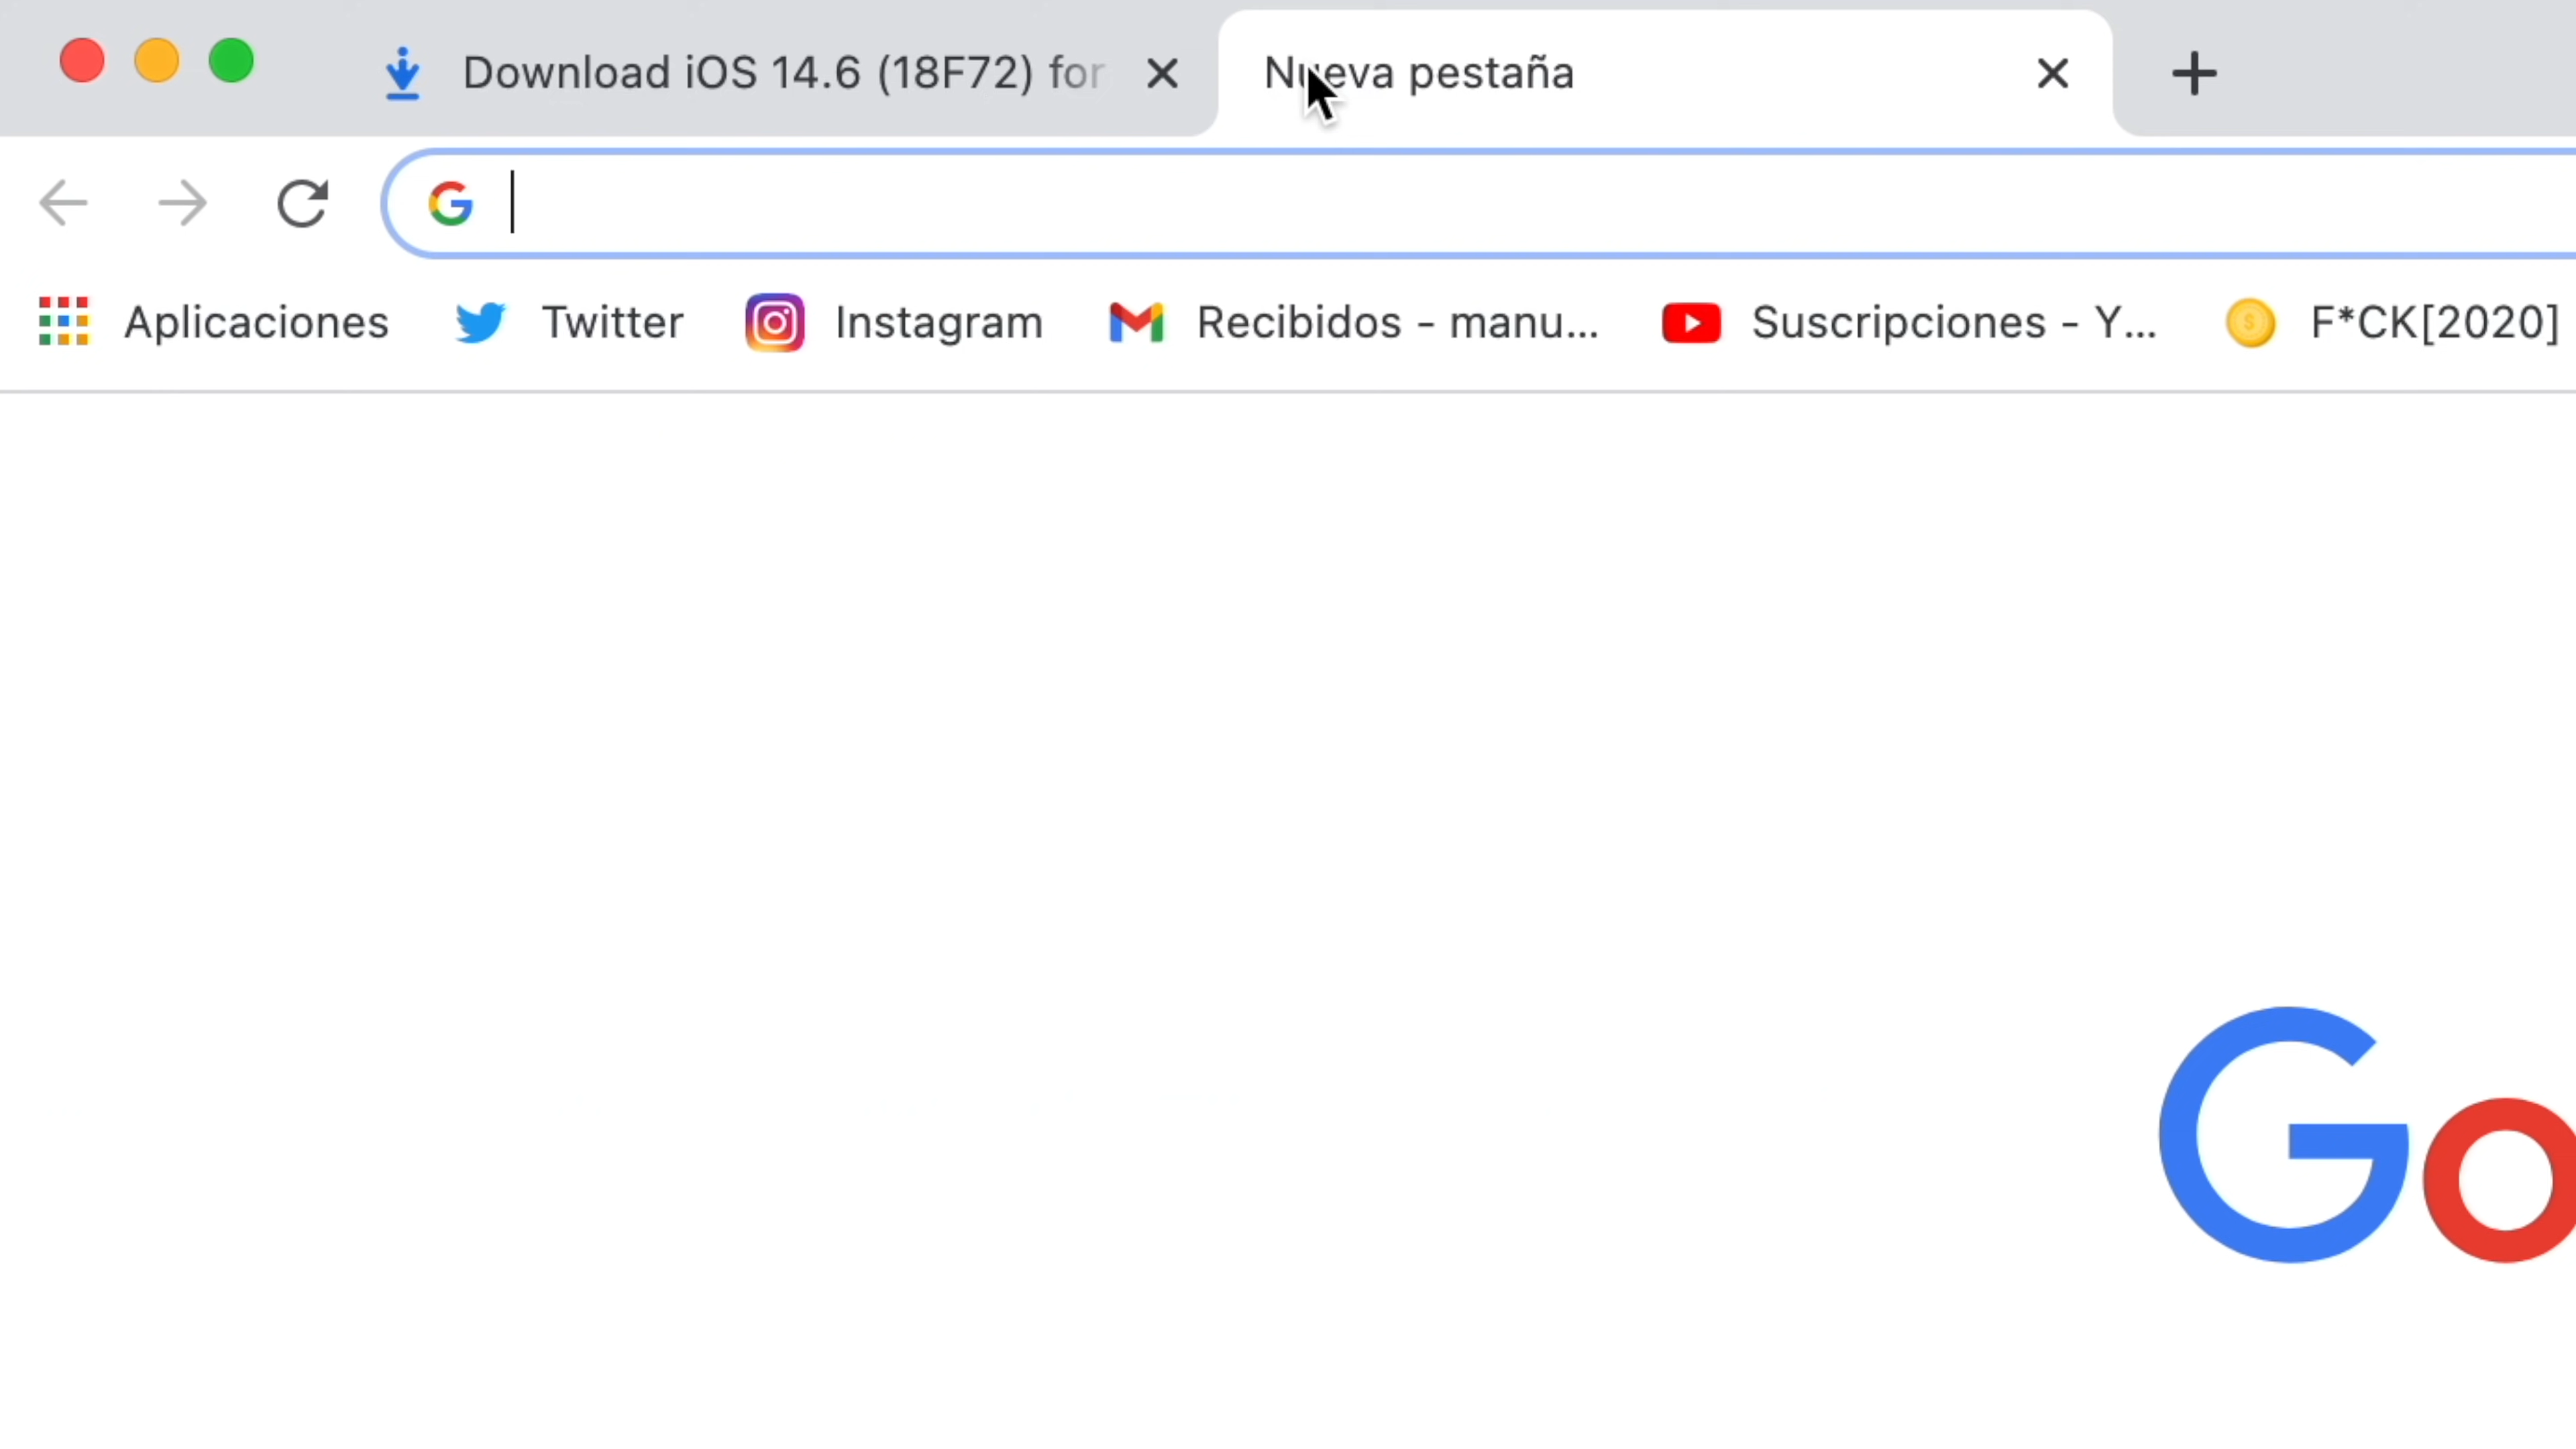 Download iOS 14.6 (18F72) for
Nueva pestaña
Aplicaciones
Twitter
Instagram
Recibidos - manu...
Suscripciones - Y...
F*CK[2020]
Go